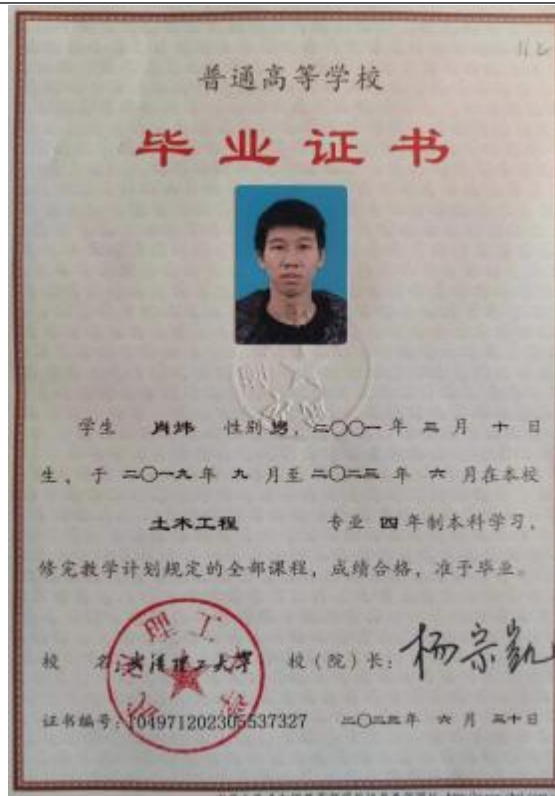 112
普通高等学校
毕业证书
学生 肖炜 性别 男，二〇〇一年 三 月 十 日
生，于 二〇一九年 九 月至 二〇二三 年 六 月在本校
土木工程 专业 四 年制本科学习，
修完教学计划规定的全部课程，成绩合格，准于毕业。
校 名：武汉理工大学 校（院）长：杨宗凯
证书编号：104971202305537327 二〇二三年 六 月 三十日